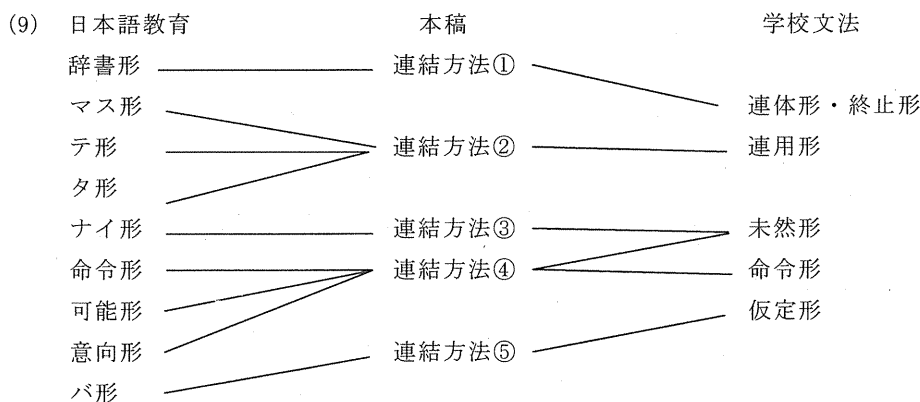 (9) 日本語教育 本稿 学校文法
辞書形 連結方法①
マス形 連体形・終止形
テ形 連結方法② 連用形
タ形
ナイ形 連結方法③ 未然形
命令形 連結方法④ 命令形
可能形 仮定形
意向形 連結方法⑤
バ形